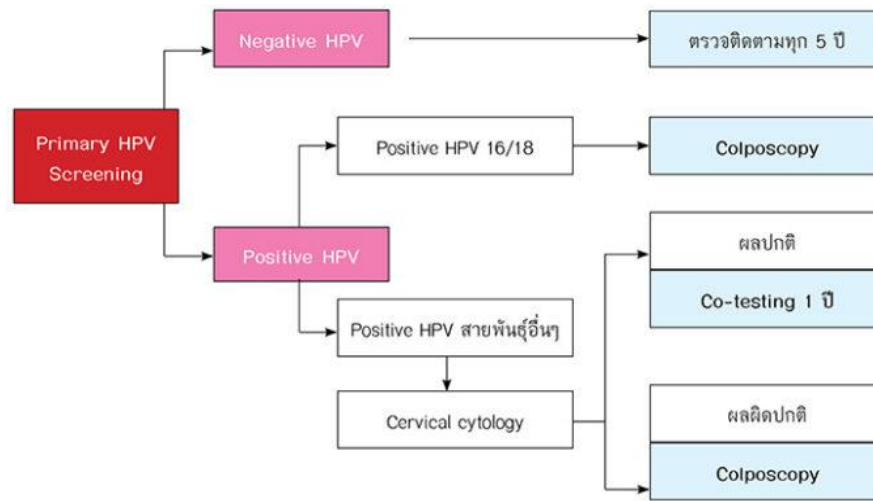 Negative HPV
ตรวจติดตามทุก 5 ปี
Primary HPV
Screening
Positive HPV 16/18
Colposcopy
Positive HPV
ผลปกติ
Co-testing 1 ปี
Positive HPV สายพันธุ์อื่นๆ
Cervical cytology
ผลผิดปกติ
Colposcopy